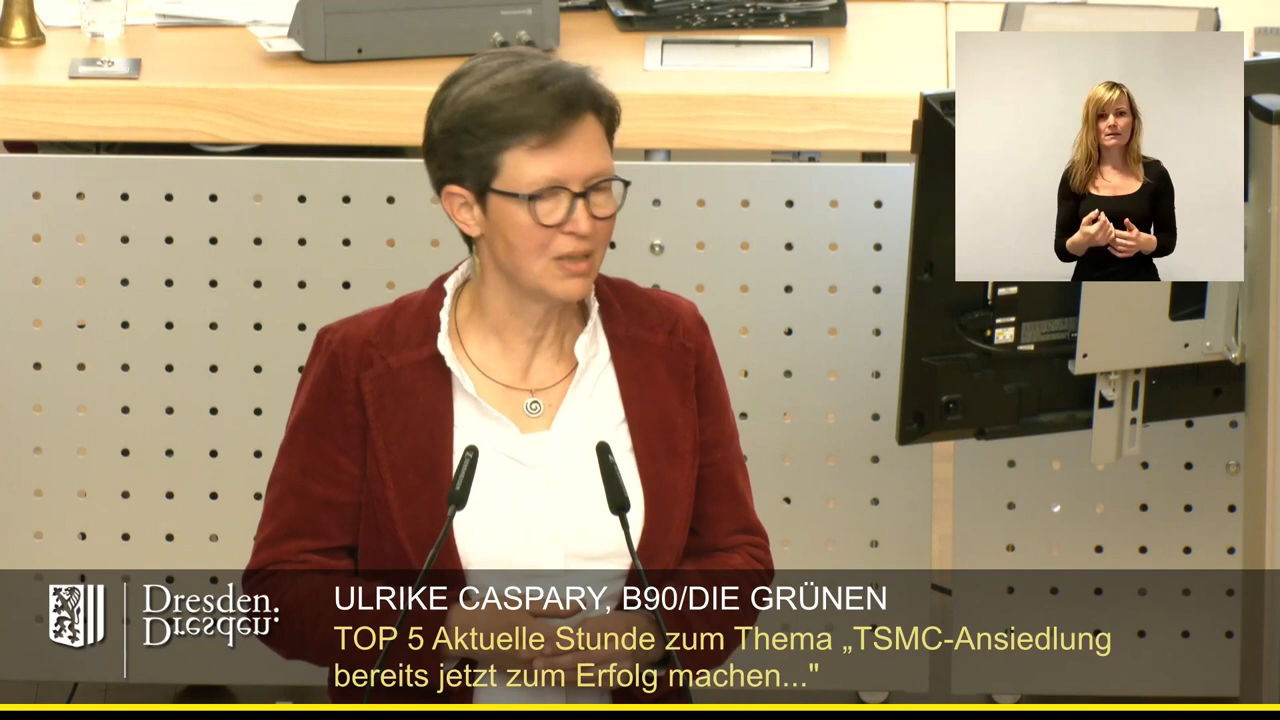 Dresden.
Dresden.
ULRIKE CASPARY, B90/DIE GRÜNEN
TOP 5 Aktuelle Stunde zum Thema „TSMC-Ansiedlung
bereits jetzt zum Erfolg machen..."